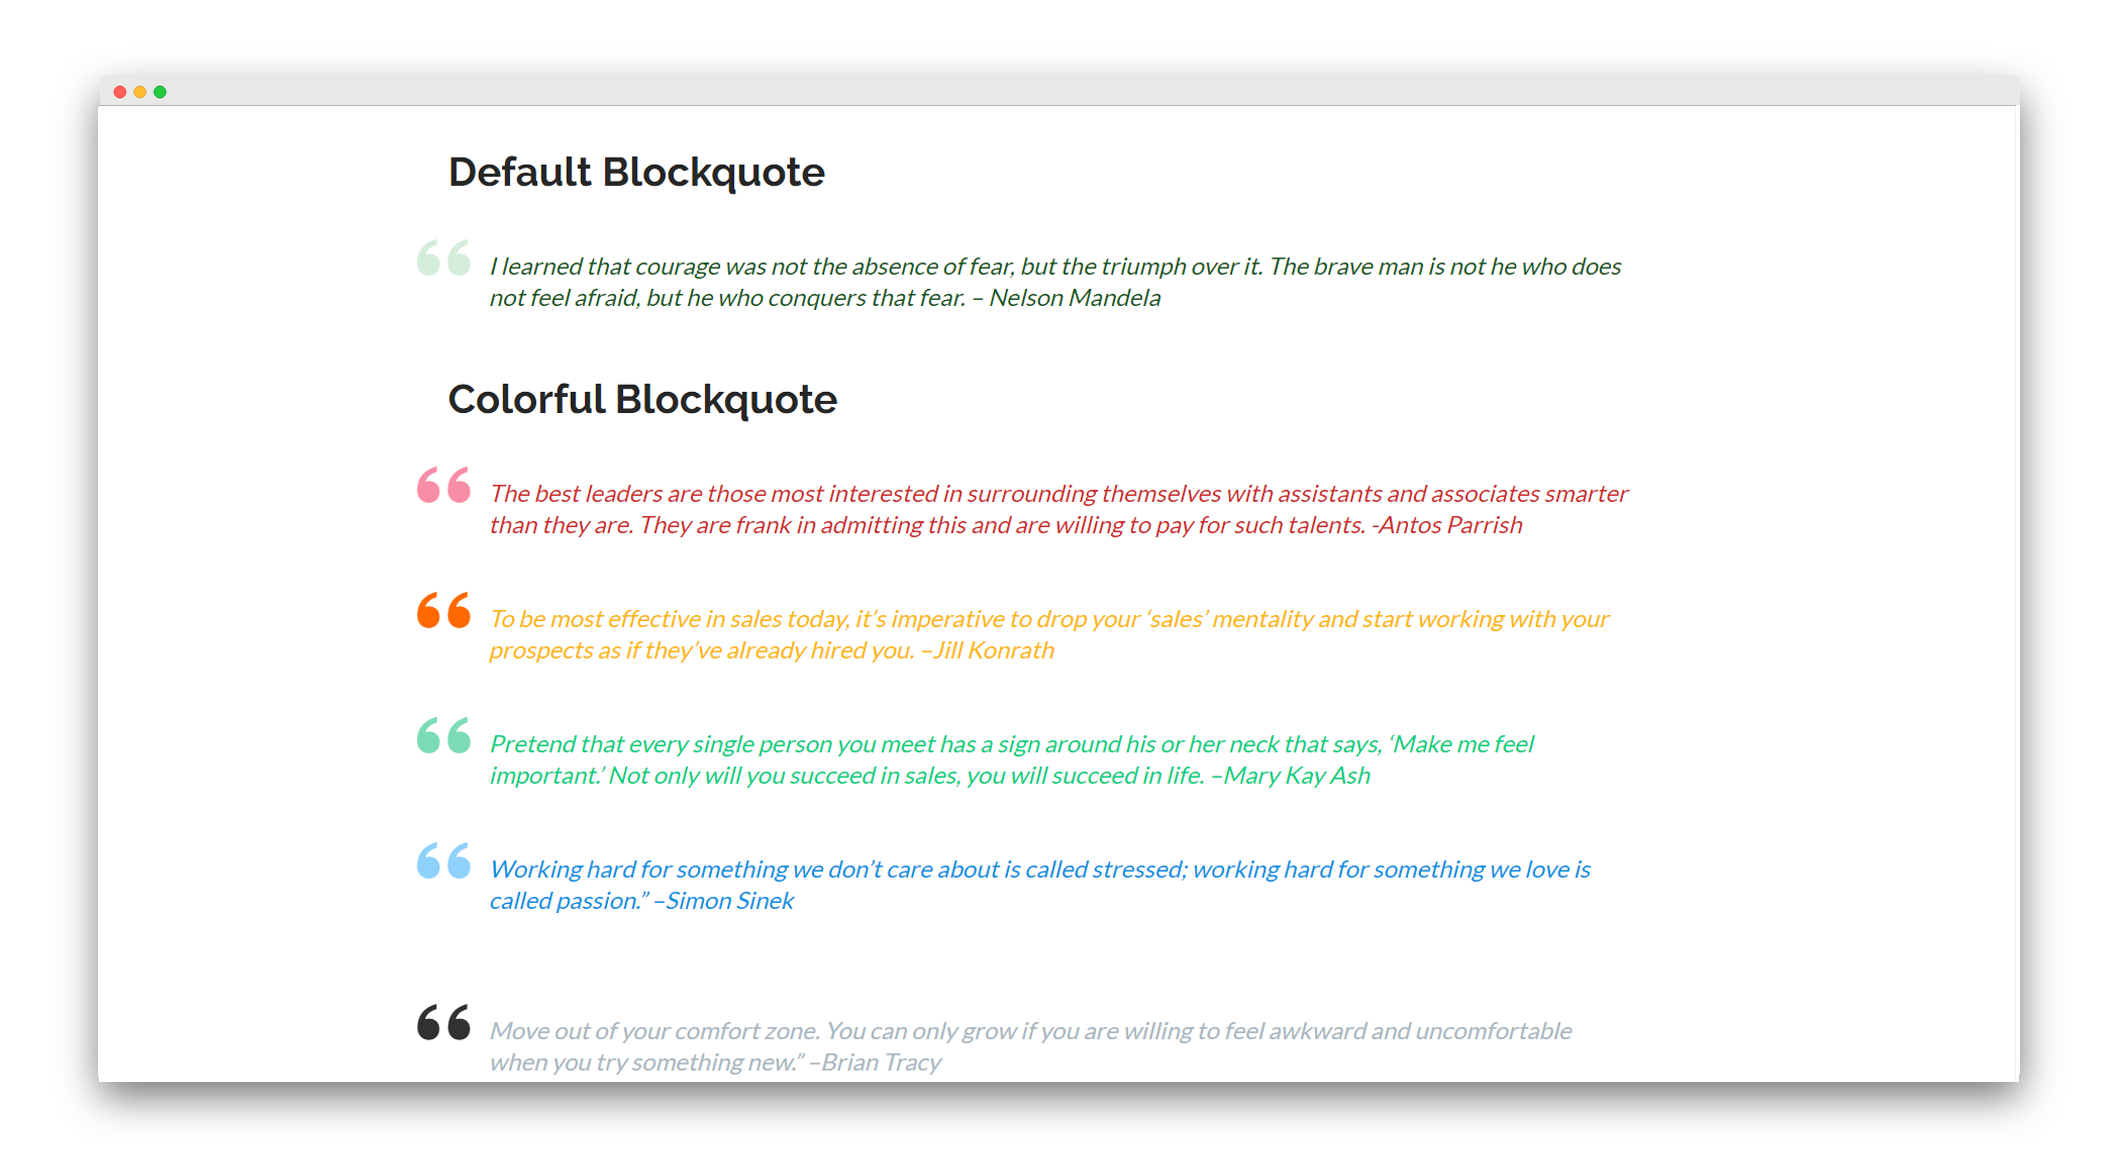 Default Blockquote
“ I learned that courage was not the absence of fear, but the triumph over it. The brave man is not he who does
not feel afraid, but he who conquers that fear. – Nelson Mandela
Colorful Blockquote
“ The best leaders are those most interested in surrounding themselves with assistants and associates smarter
than they are. They are frank in admitting this and are willing to pay for such talents. -Antos Parrish
“ To be most effective in sales today, it’s imperative to drop your ‘sales’ mentality and start working with your
prospects as if they’ve already hired you. –Jill Konrath
“ Pretend that every single person you meet has a sign around his or her neck that says, ‘Make me feel
important.’ Not only will you succeed in sales, you will succeed in life. –Mary Kay Ash
“ Working hard for something we don’t care about is called stressed; working hard for something we love is
called passion.” –Simon Sinek
“ Move out of your comfort zone. You can only grow if you are willing to feel awkward and uncomfortable
when you try something new.” –Brian Tracy